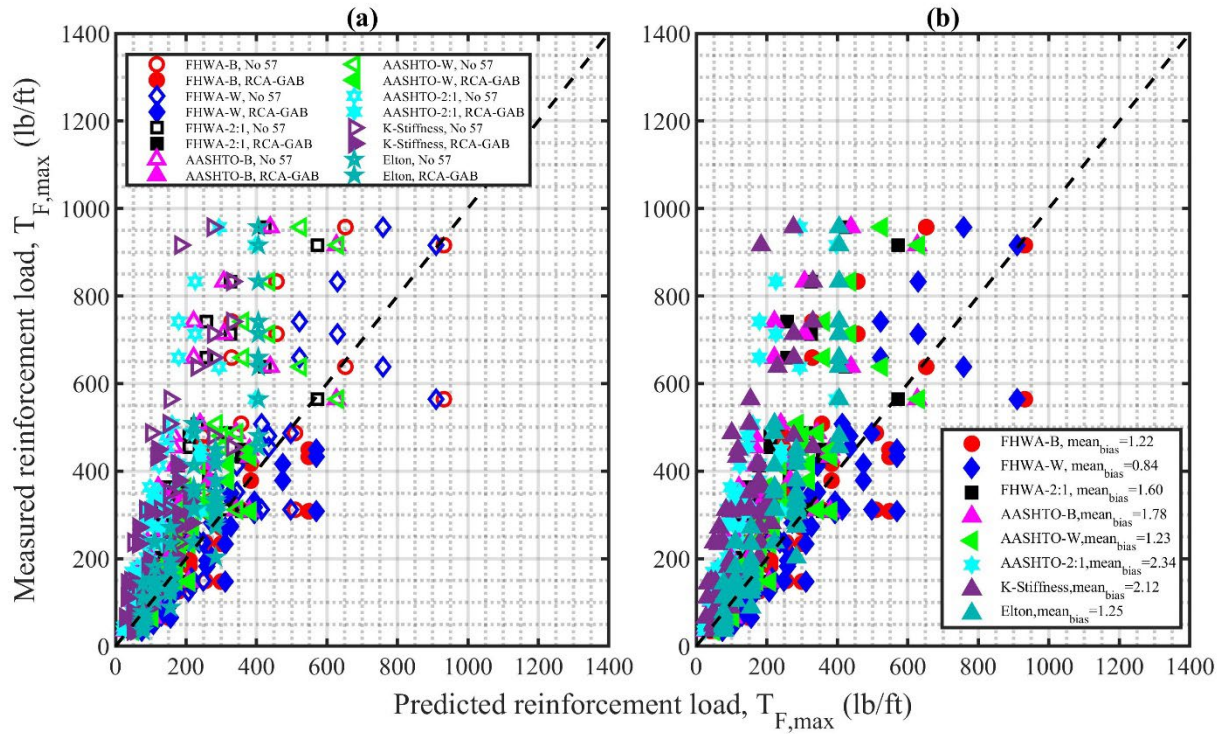 (a)
(b)
Measured reinforcement load, T_F,max (lb/ft)
1400
1200
1000
800
600
400
200
0
FHWA-B, No 57
FHWA-B, RCA-GAB
FHWA-W, No 57
FHWA-W, RCA-GAB
FHWA-2:1, No 57
FHWA-2:1, RCA-GAB
AASHTO-B, No 57
AASHTO-B, RCA-GAB
AASHTO-W, No 57
AASHTO-W, RCA-GAB
AASHTO-2:1, No 57
AASHTO-2:1, RCA-GAB
K-Stiffness, No 57
K-Stiffness, RCA-GAB
Elton, No 57
Elton, RCA-GAB
0 200 400 600 800 1000 1200 1400
1400
1200
1000
800
600
400
200
0
FHWA-B, mean_bias=1.22
FHWA-W, mean_bias=0.84
FHWA-2:1, mean_bias=1.60
AASHTO-B,mean_bias=1.78
AASHTO-W,mean_bias=1.23
AASHTO-2:1,mean_bias=2.34
K-Stiffness,mean_bias=2.12
Elton,mean_bias=1.25
0 200 400 600 800 1000 1200 1400
Predicted reinforcement load, T_F,max (lb/ft)